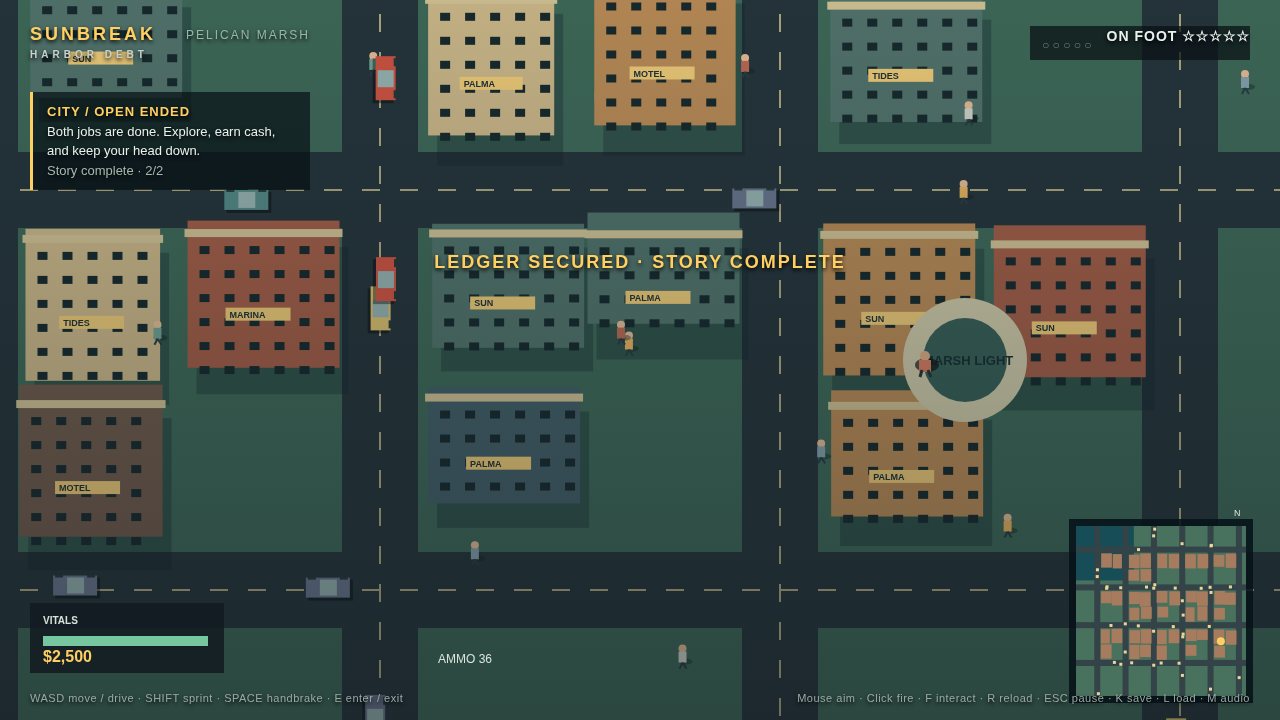 SUNBREAK
PELICAN MARSH
HARBOR DEBT
SUN
PALMA
MOTEL
TIDES
○○○○○ ON FOOT ☆☆☆☆☆
CITY / OPEN ENDED
Both jobs are done. Explore, earn cash,
and keep your head down.
Story complete · 2/2
LEDGER SECURED · STORY COMPLETE
TIDES
MARINA
SUN
PALMA
SUN
SUN
MARSH LIGHT
MOTEL
PALMA
PALMA
N
VITALS
$2,500
AMMO 36
WASD move / drive · SHIFT sprint · SPACE handbrake · E enter / exit
Mouse aim · Click fire · F interact · R reload · ESC pause · K save · L load · M audio